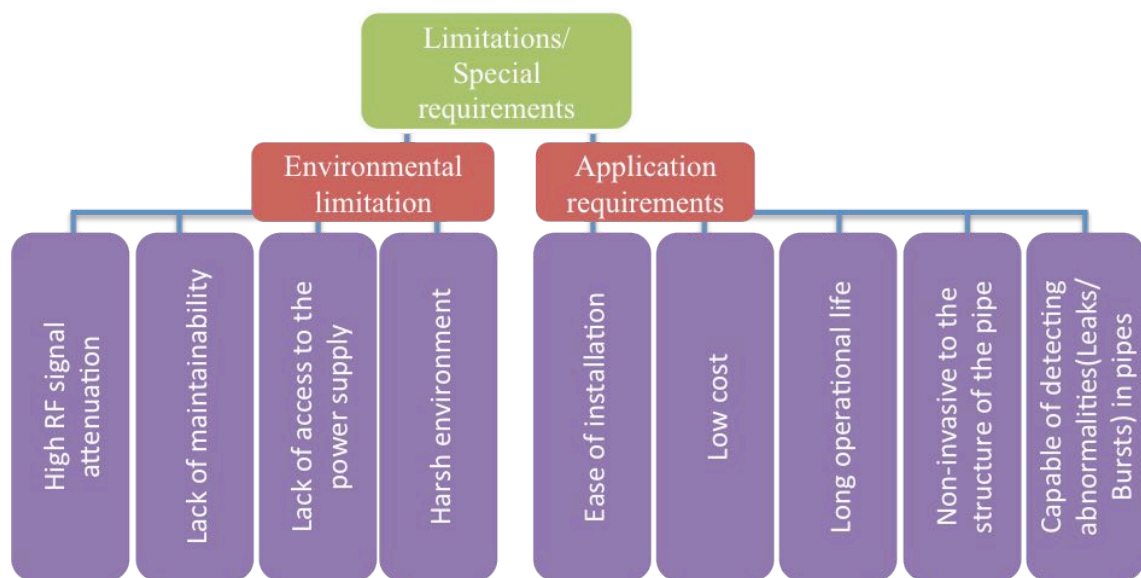 Limitations/
Special
requirements
Environmental
limitation
Application
requirements
High RF signal
attenuation
Lack of maintainability
Lack of access to the
power supply
Harsh environment
Ease of installation
Low cost
Long operational life
Non-invasive to the
structure of the pipe
Capable of detecting
abnormalities(Leaks/
Bursts) in pipes